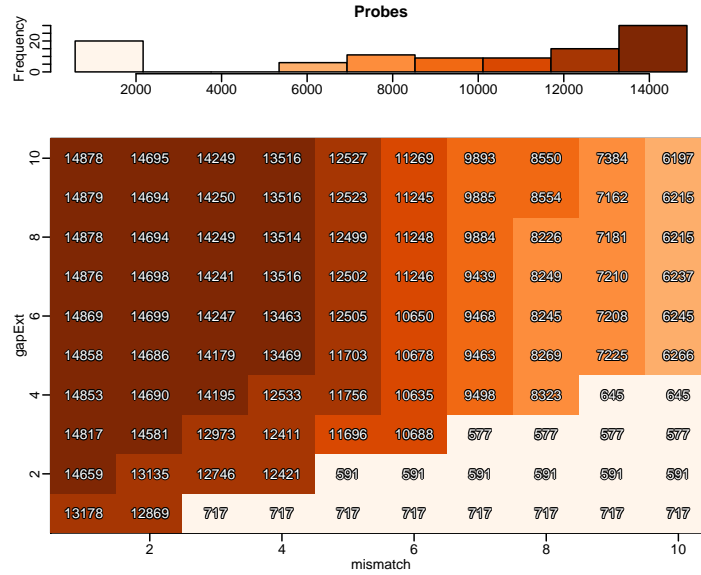 Probes
Frequency
0 20
2000 4000 6000 8000 10000 12000 14000
10 14878 14695 14249 13516 12527 11269 9893 8550 7384 6197
14879 14694 14250 13516 12523 11245 9885 8554 7162 6215
8 14878 14694 14249 13514 12499 11248 9884 8226 7181 6215
14876 14698 14241 13516 12502 11246 9439 8249 7210 6237
6 14869 14699 14247 13463 12505 10650 9468 8245 7208 6245
gapExt
14858 14686 14179 13469 11703 10678 9463 8269 7225 6266
4 14853 14690 14195 12533 11756 10635 9498 8323 645 645
14817 14581 12973 12411 11696 10688 577 577 577 577
2 14659 13135 12746 12421 591 591 591 591 591 591
13178 12869 717 717 717 717 717 717 717 717
2 4 6 8 10
mismatch